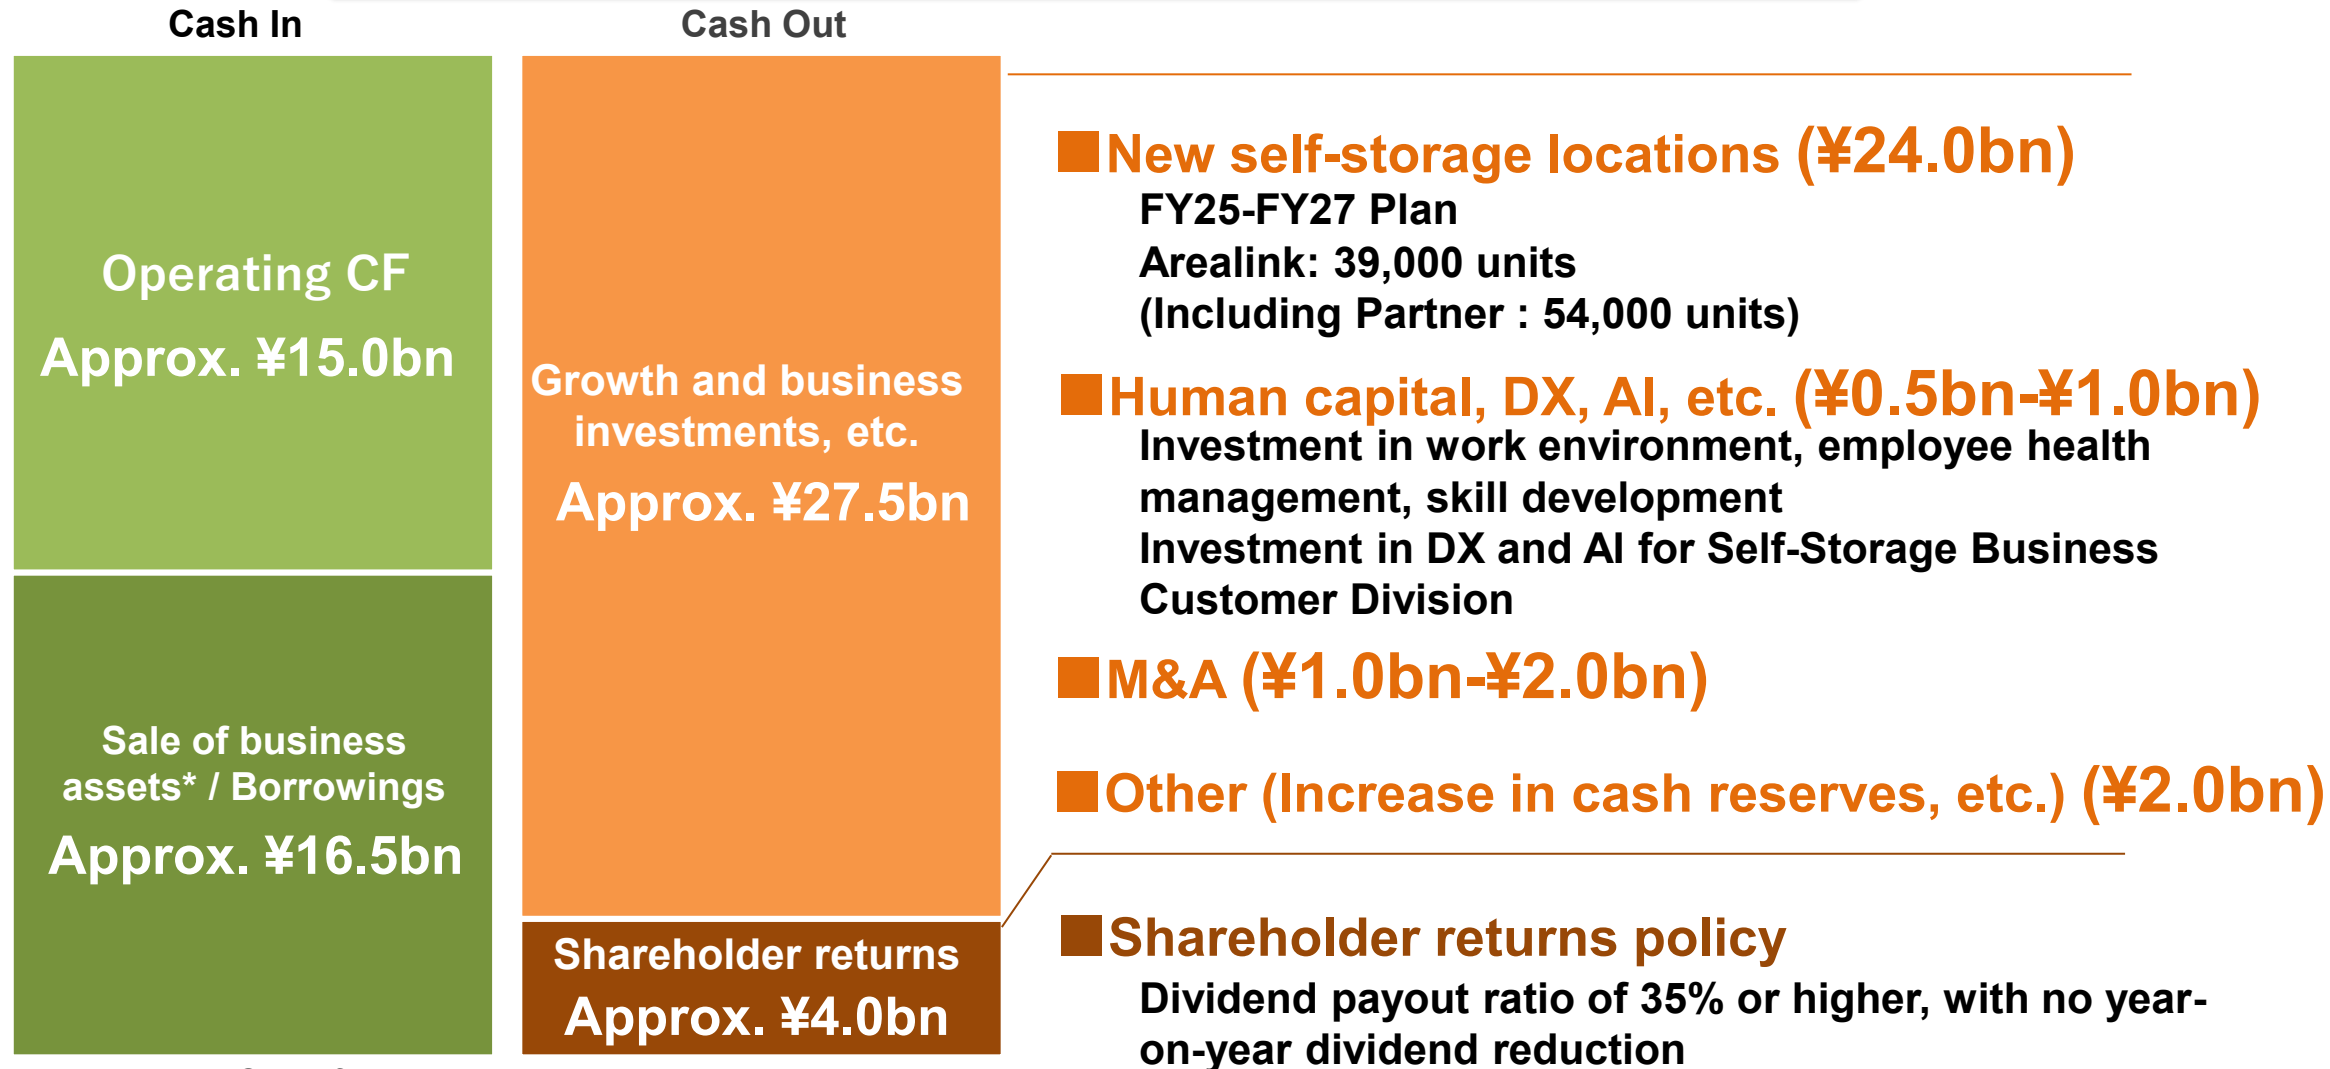 Cash In
Cash Out
Operating CF
Approx. ¥15.0bn
Sale of business
assets* / Borrowings
Approx. ¥16.5bn
Growth and business
investments, etc.
Approx. ¥27.5bn
Shareholder returns
Approx. ¥4.0bn
■New self-storage locations (¥24.0bn)
FY25-FY27 Plan
Arealink: 39,000 units
(Including Partner : 54,000 units)
■Human capital, DX, AI, etc. (¥0.5bn-¥1.0bn)
Investment in work environment, employee health
management, skill development
Investment in DX and AI for Self-Storage Business
Customer Division
■M&A (¥1.0bn-¥2.0bn)
■Other (Increase in cash reserves, etc.) (¥2.0bn)
■Shareholder returns policy
Dividend payout ratio of 35% or higher, with no year-
on-year dividend reduction